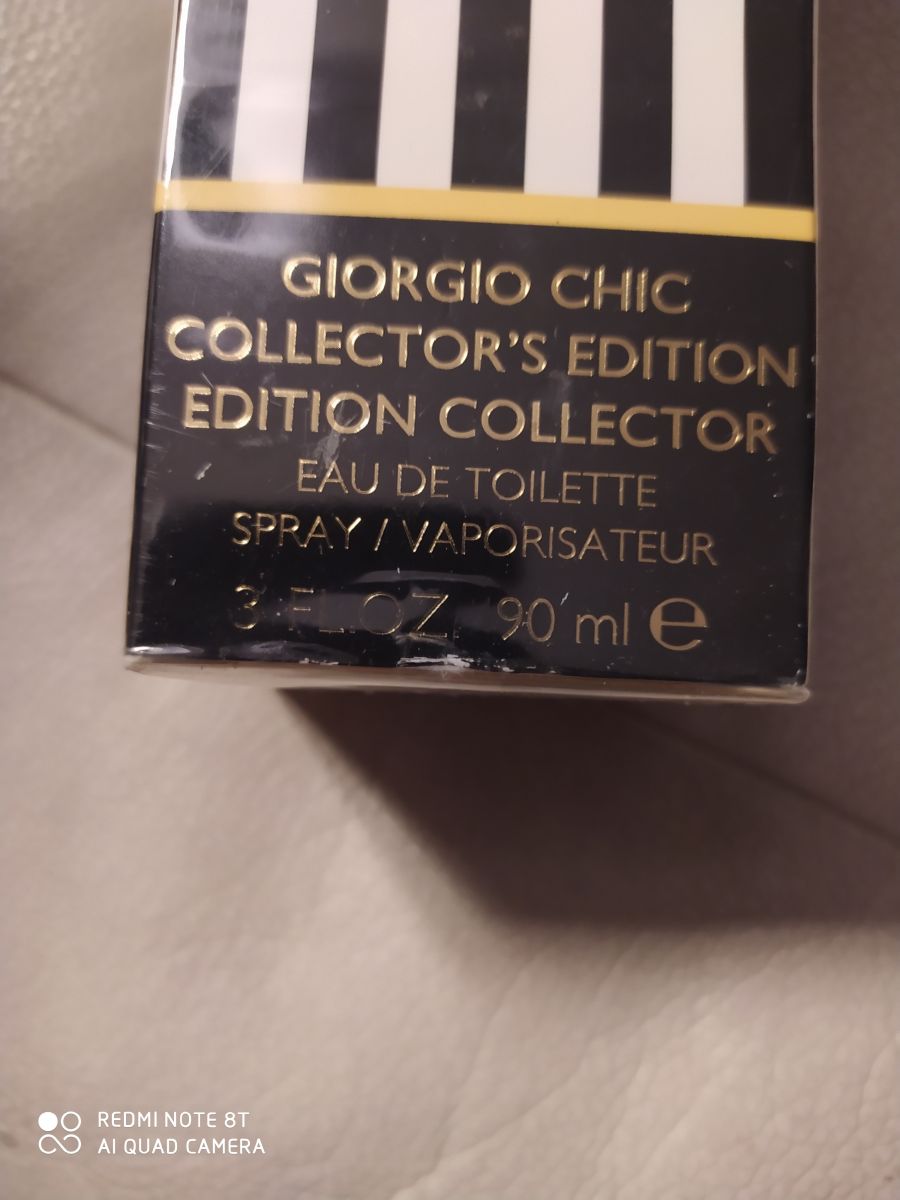 GIORGIO CHIC
COLLECTOR'S EDITION
EDITION COLLECTOR
EAU DE TOILETTE
SPRAY / VAPORISATEUR
3 FL.OZ. 90 ml e
REDMI NOTE 8T
AI QUAD CAMERA